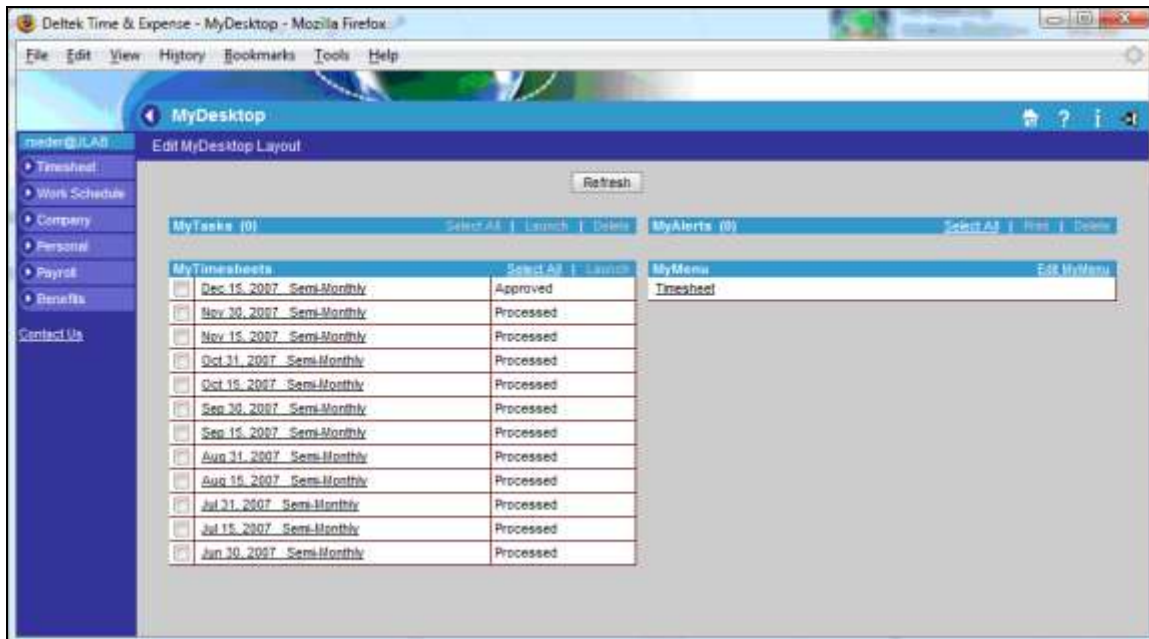 Deltek Time & Expense - MyDesktop - Mozilla Firefox
File Edit View History Bookmarks Tools Help
MyDesktop
? i
roeder@JLAB
Edit MyDesktop Layout
Timesheet
Work Schedule
Company
Personal
Payroll
Benefits
Contact Us
Refresh
MyTasks (0) Select All | Launch | Delete
MyAlerts (0) Select All | Print | Delete
MyTimesheets Select All | Launch
Dec 15, 2007 Semi-Monthly Approved
Nov 30, 2007 Semi-Monthly Processed
Nov 15, 2007 Semi-Monthly Processed
Oct 31, 2007 Semi-Monthly Processed
Oct 15, 2007 Semi-Monthly Processed
Sep 30, 2007 Semi-Monthly Processed
Sep 15, 2007 Semi-Monthly Processed
Aug 31, 2007 Semi-Monthly Processed
Aug 15, 2007 Semi-Monthly Processed
Jul 31, 2007 Semi-Monthly Processed
Jul 15, 2007 Semi-Monthly Processed
Jun 30, 2007 Semi-Monthly Processed
MyMenu Edit MyMenu
Timesheet